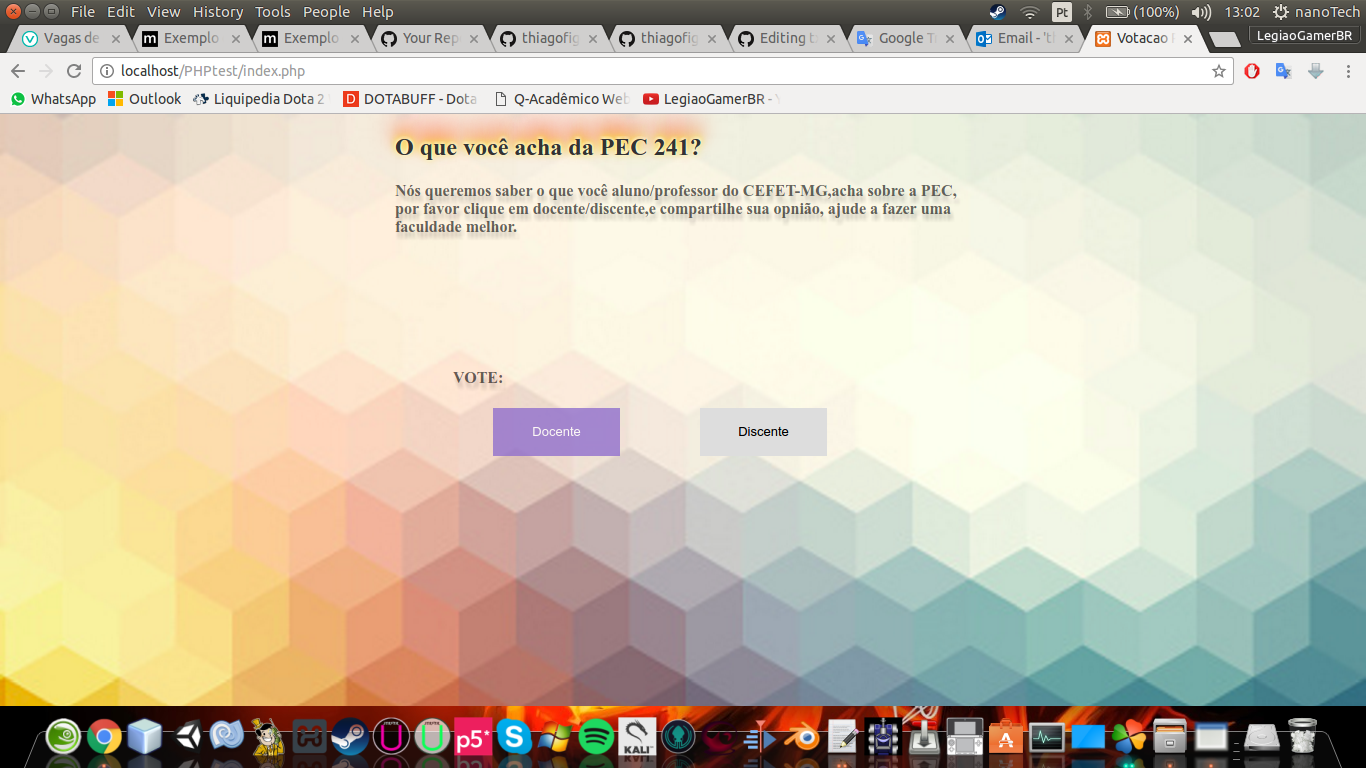 File Edit View History Tools People Help
Pt (100%) 13:02 nanoTech
Vagas de Exemplo Exemplo Your Rep thiagofig thiagofig Editing Google Email - Votacao LegiaoGamerBR
localhost/PHPtest/index.php
WhatsApp Outlook Liquipedia Dota 2 DOTABUFF - Dota Q-Acadêmico Web LegiaoGamerBR -
O que você acha da PEC 241?
Nós queremos saber o que você aluno/professor do CEFET-MG,acha sobre a PEC,
por favor clique em docente/discente,e compartilhe sua opnião, ajude a fazer uma
faculdade melhor.
VOTE:
Docente Discente
p5* KALI